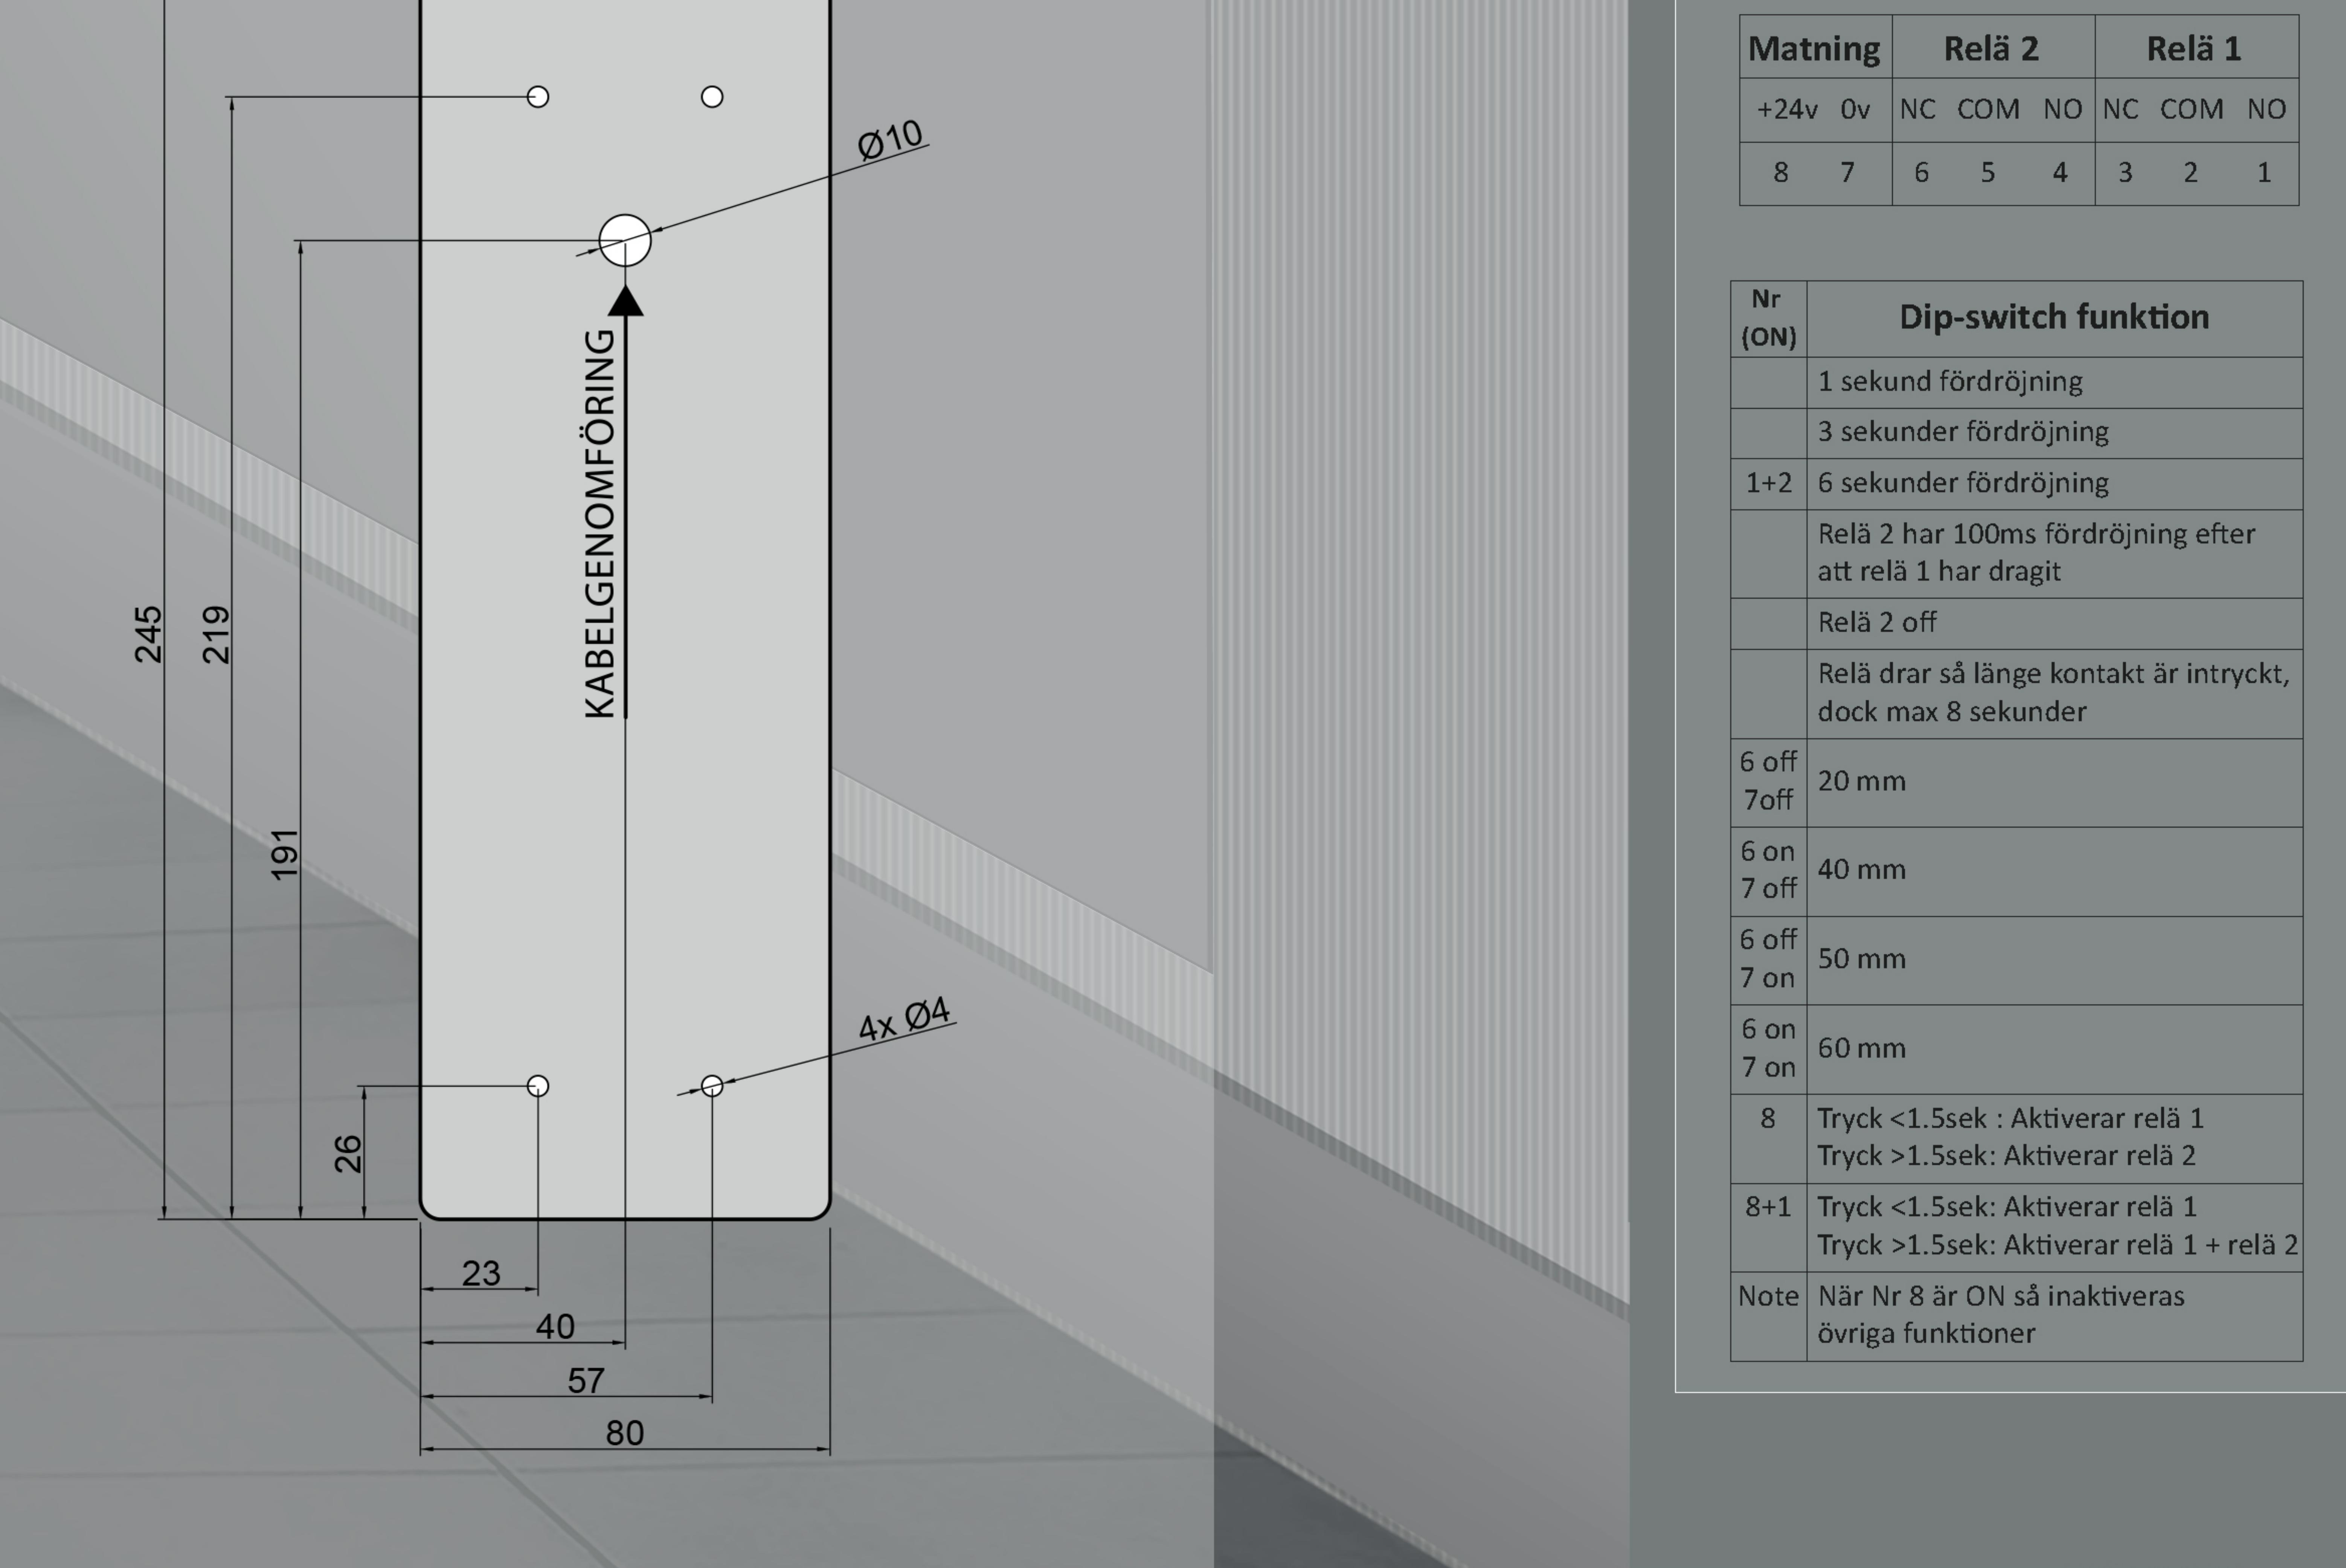 245
219
191
26
Ø10
KABELGENOMFÖRING
4x Ø4
23
40
57
80
Matning Relä 2 Relä 1
+24v 0v NC COM NO NC COM NO
8 7 6 5 4 3 2 1
Nr
(ON)
Dip-switch funktion
1 sekund fördröjning
3 sekunder fördröjning
1+2 6 sekunder fördröjning
Relä 2 har 100ms fördröjning efter
att relä 1 har dragit
Relä 2 off
Relä drar så länge kontakt är intryckt,
dock max 8 sekunder
6 off
7off
20 mm
6 on
7 off
40 mm
6 off
7 on
50 mm
6 on
7 on
60 mm
8 Tryck <1.5sek : Aktiverar relä 1
Tryck >1.5sek: Aktiverar relä 2
8+1 Tryck <1.5sek: Aktiverar relä 1
Tryck >1.5sek: Aktiverar relä 1 + relä 2
Note När Nr 8 är ON så inaktiveras
övriga funktioner